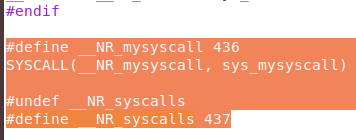 #endif
#define __NR_mysyscall 436
SYSCALL(__NR_mysyscall, sys_mysyscall)
#undef __NR_syscalls
#define __NR_syscalls 437